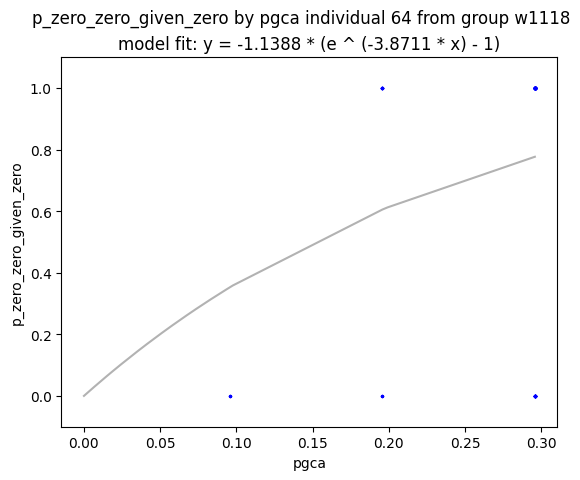 p_zero_zero_given_zero by pgca individual 64 from group w1118
model fit: y = -1.1388 * (e ^ (-3.8711 * x) - 1)
1.0
0.8
0.6
0.4
0.2
0.0
p_zero_zero_given_zero
0.00 0.05 0.10 0.15 0.20 0.25 0.30
pgca